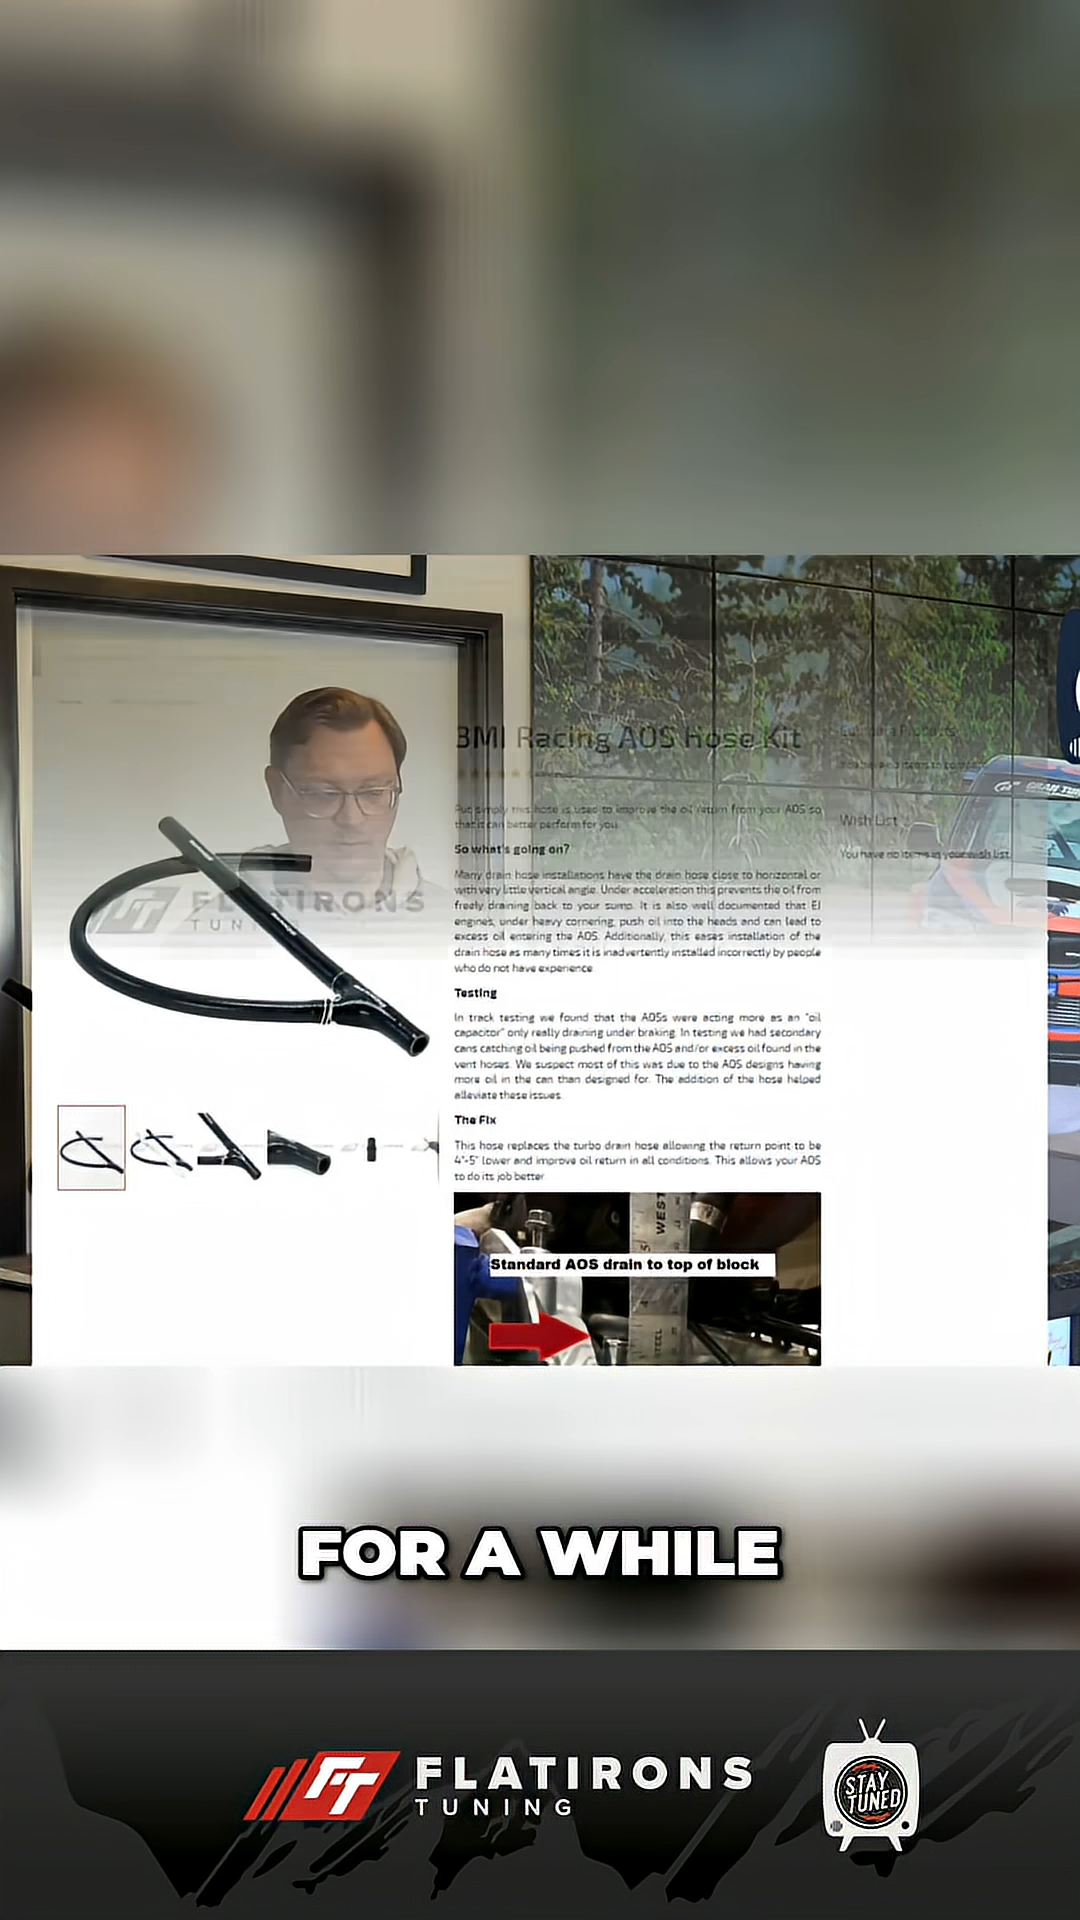 GRAN TUR
3MI Racing AOS Hose Kit
Put simply this hose is used to improve the oil return from your AOS so
that it can better perform for you.
So what's going on?
Many drain hose installations have the drain hose close to horizontal or
with very little vertical angle. Under acceleration this prevents the oil from
freely draining back to your sump. It is also well documented that EJ
engines, under heavy cornering, push oil into the heads and can lead to
excess oil entering the AOS. Additionally, this eases installation of the
drain hose as many times it is inadvertently installed incorrectly by people
who do not have experience
Testing
In track testing we found that the AOSs were acting more as an "oil
capacitor" only really draining under braking. In testing we had secondary
cans catching oil being pushed from the AOS and/or excess oil found in the
vent hoses. We suspect most of this was due to the AOS designs having
more oil in the can than designed for. The addition of the hose helped
alleviate these issues.
The Fix
This hose replaces the turbo drain hose allowing the return point to be
4"-5" lower and improve oil return in all conditions. This allows your AOS
to do its job better
WEST
Standard AOS drain to top of block
STEEL
Wish List
You have no items in your wish list.
FT FLATIRONS
TUN
FOR A WHILE
FT FLATIRONS
TUNING
STAY
TUNED